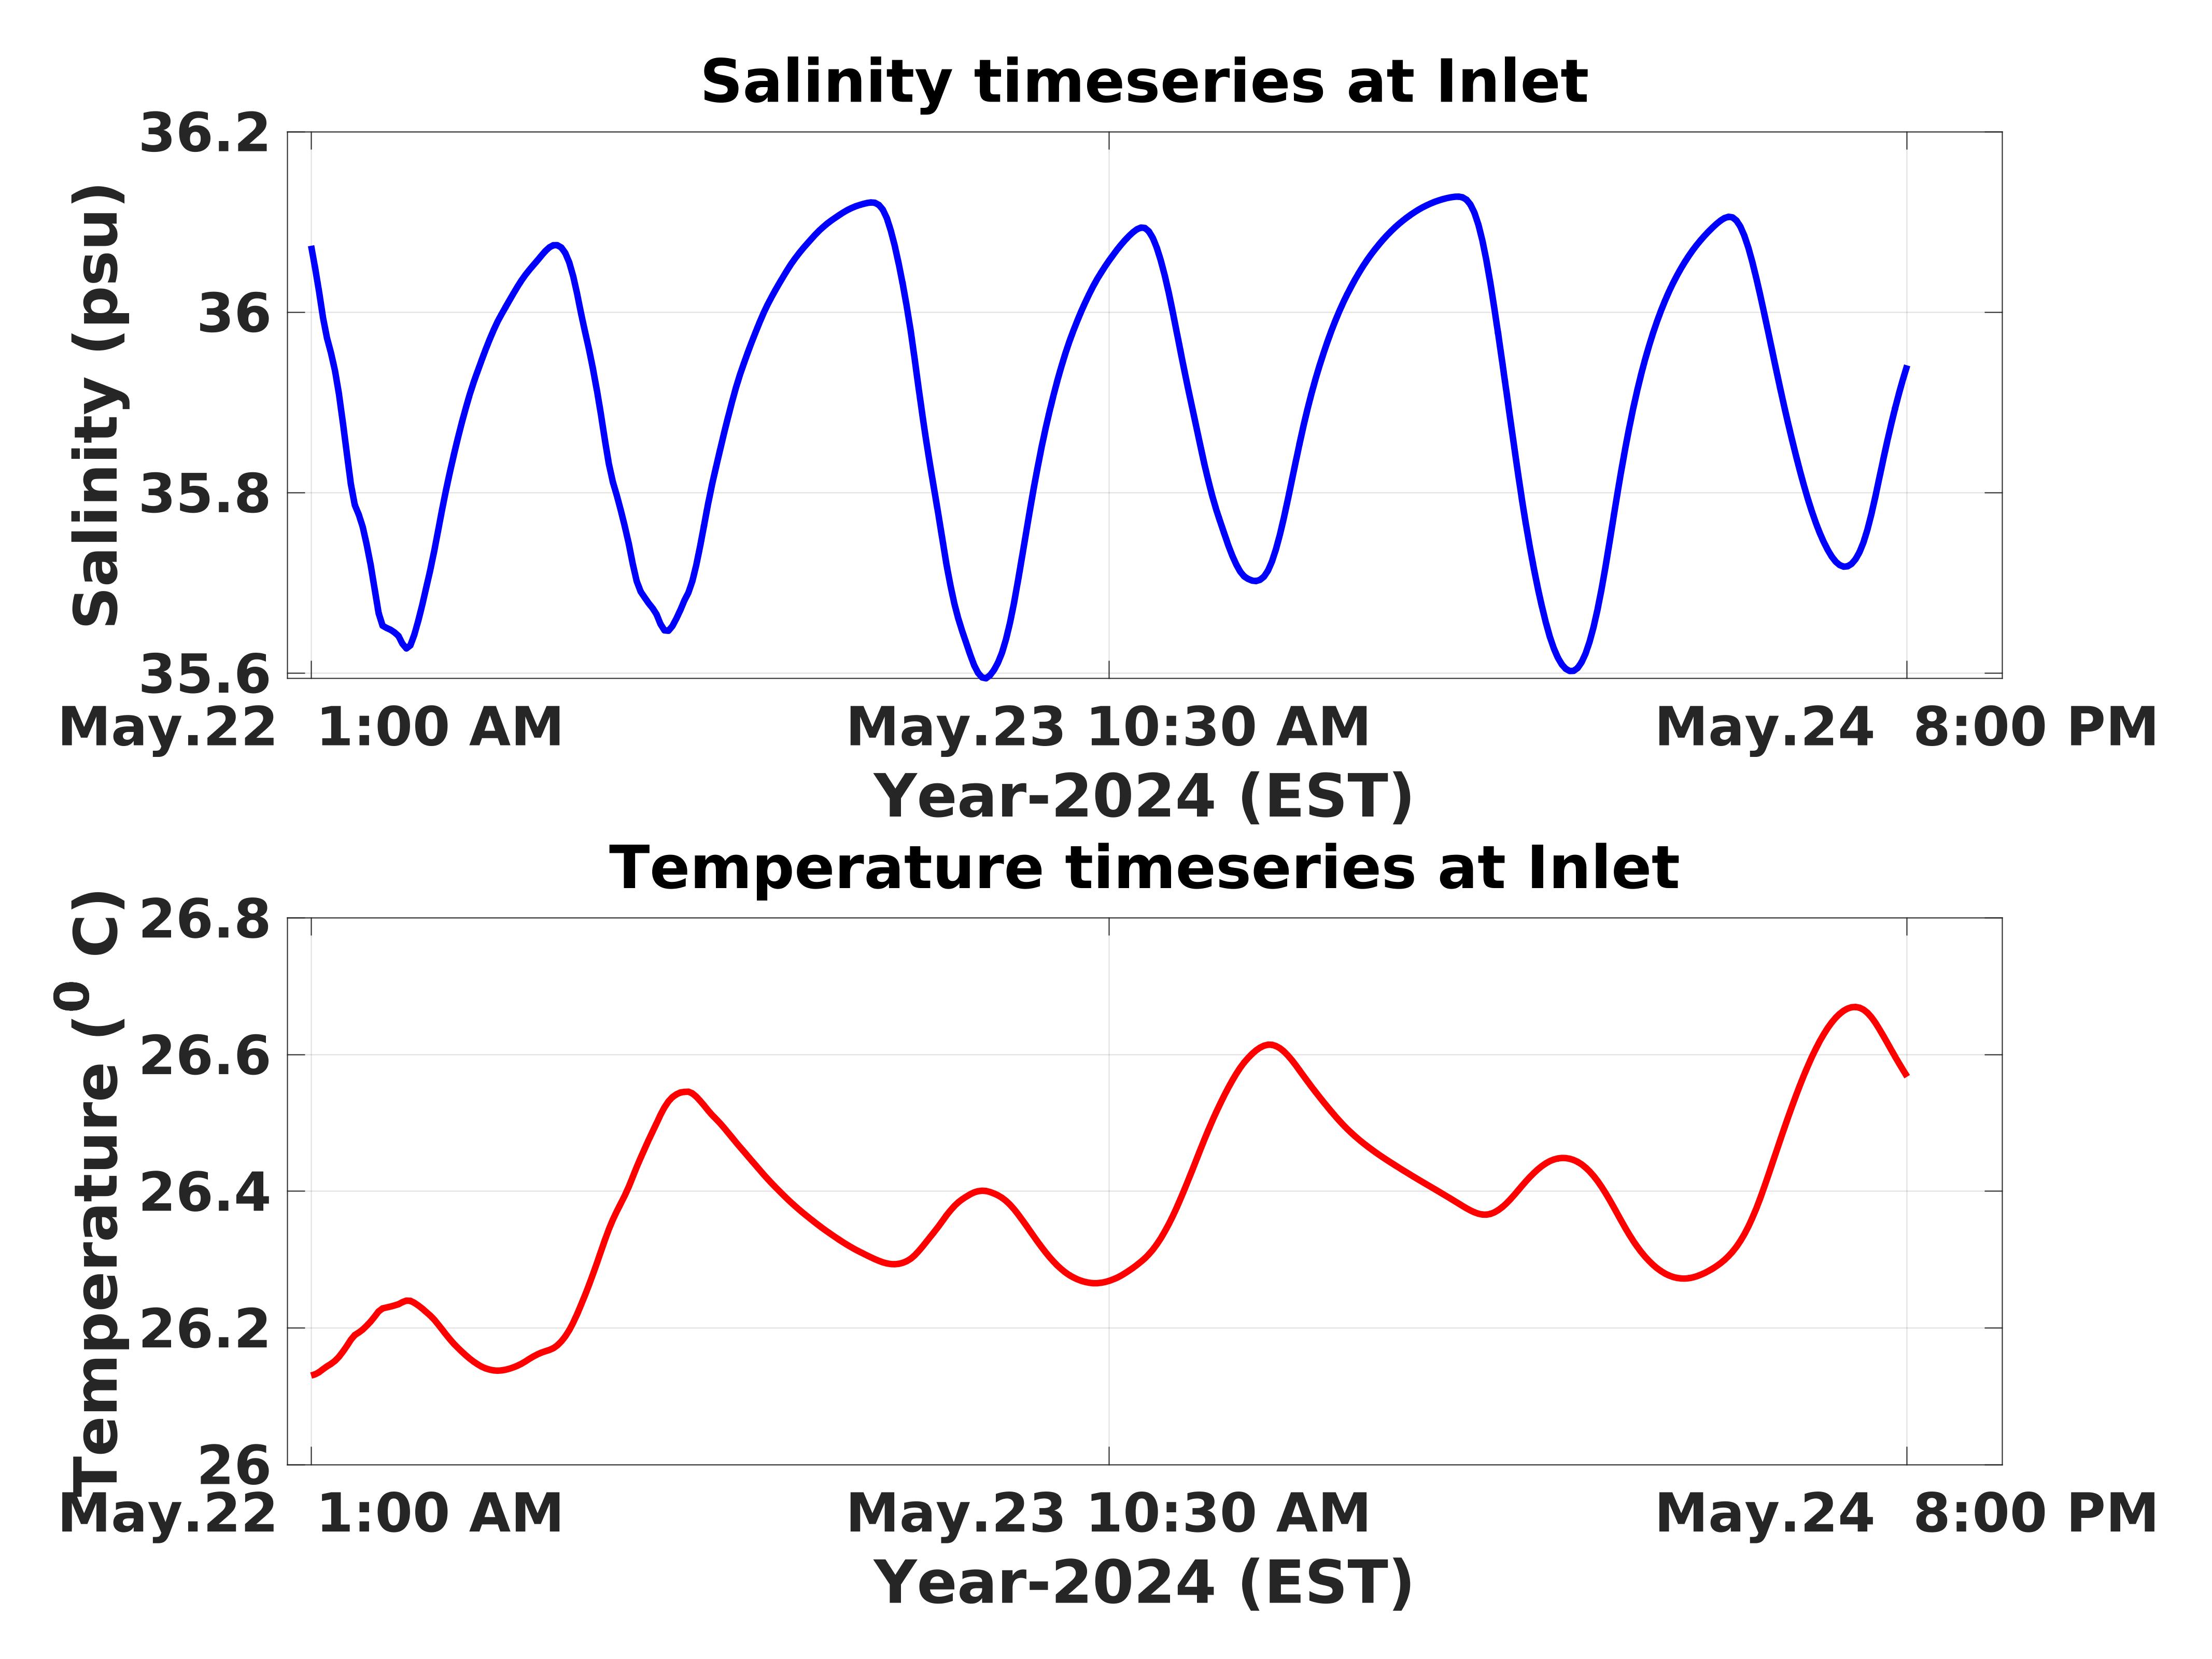 Salinity timeseries at Inlet
Salinity (psu)
36.2
36
35.8
35.6
May.22  1:00 AM
May.23 10:30 AM
May.24  8:00 PM
Year-2024 (EST)
Temperature timeseries at Inlet
Temperature (⁰ C)
26.8
26.6
26.4
26.2
26
May.22  1:00 AM
May.23 10:30 AM
May.24  8:00 PM
Year-2024 (EST)